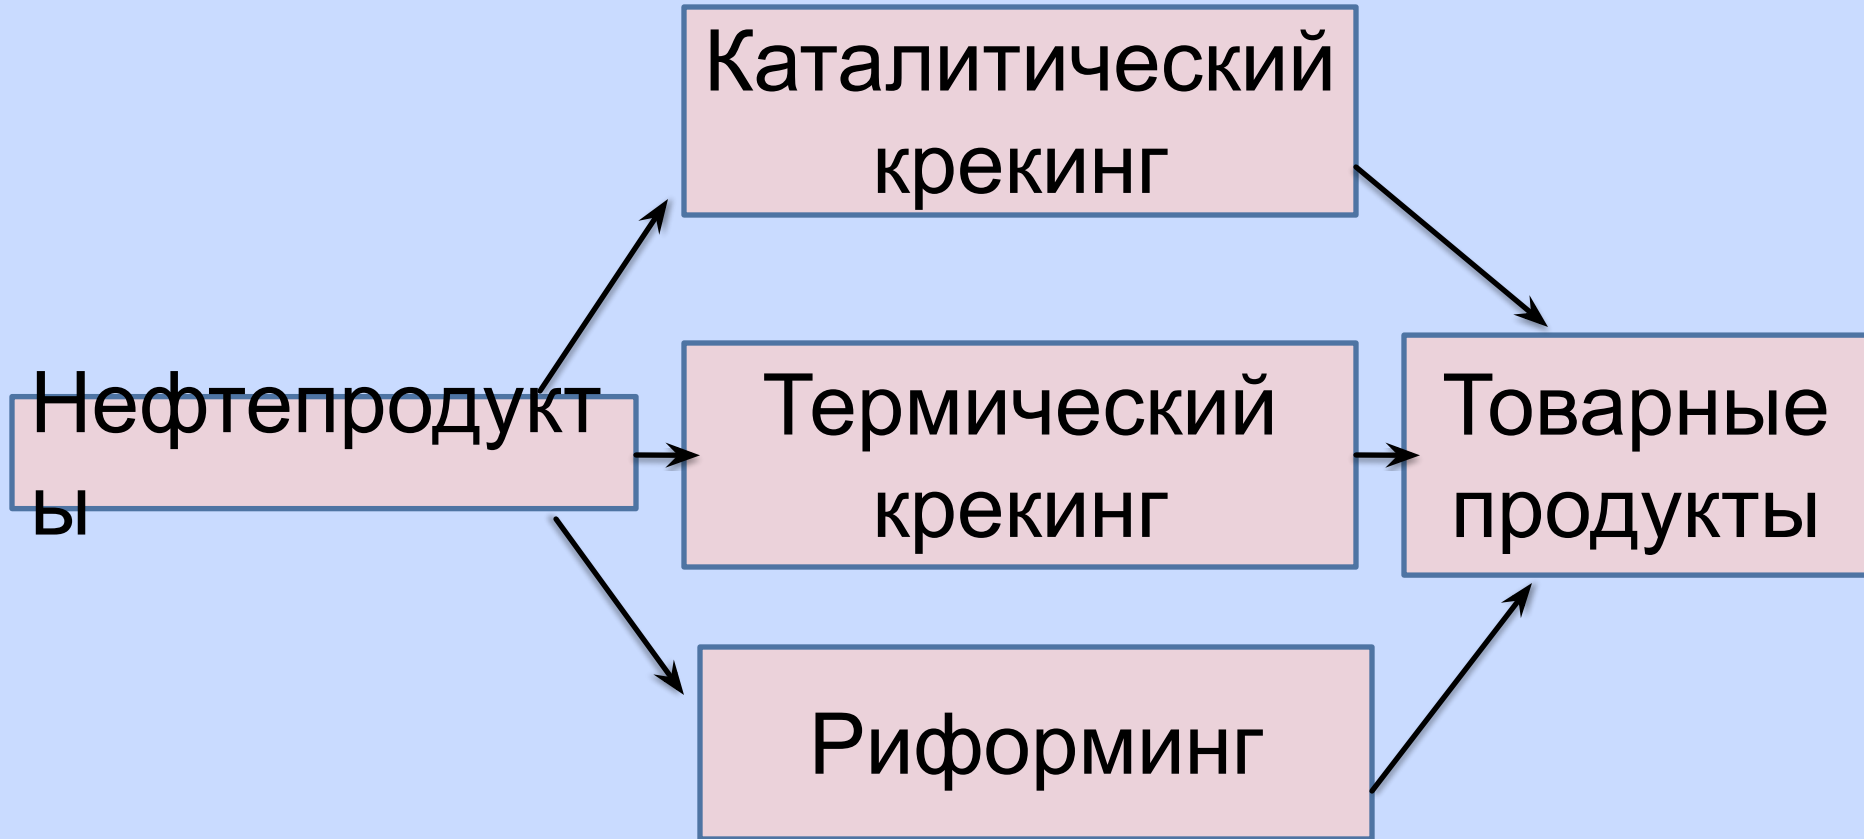 Каталитический
крекинг
Нефтепродукт
ы
Термический
крекинг
Товарные
продукты
Риформинг